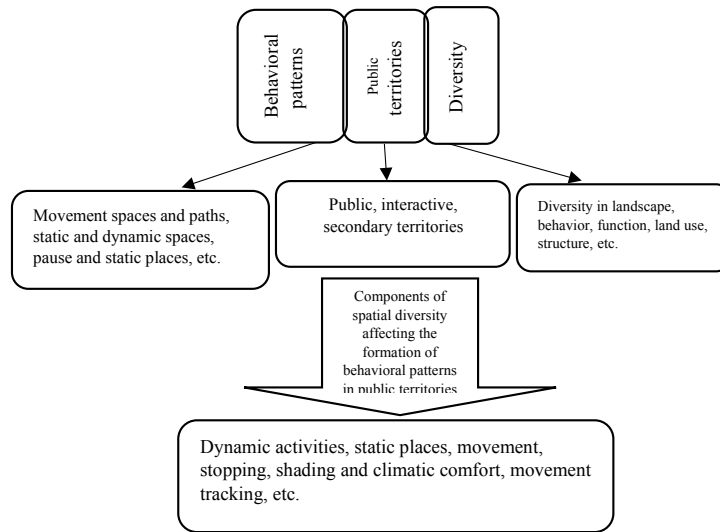 Behavioral
patterns
Public
territories
Diversity
Movement spaces and paths,
static and dynamic spaces,
pause and static places, etc.
Public, interactive,
secondary territories
Diversity in landscape,
behavior, function, land use,
structure, etc.
Components of
spatial diversity
affecting the
formation of
behavioral patterns
in public territories
Dynamic activities, static places, movement,
stopping, shading and climatic comfort, movement
tracking, etc.